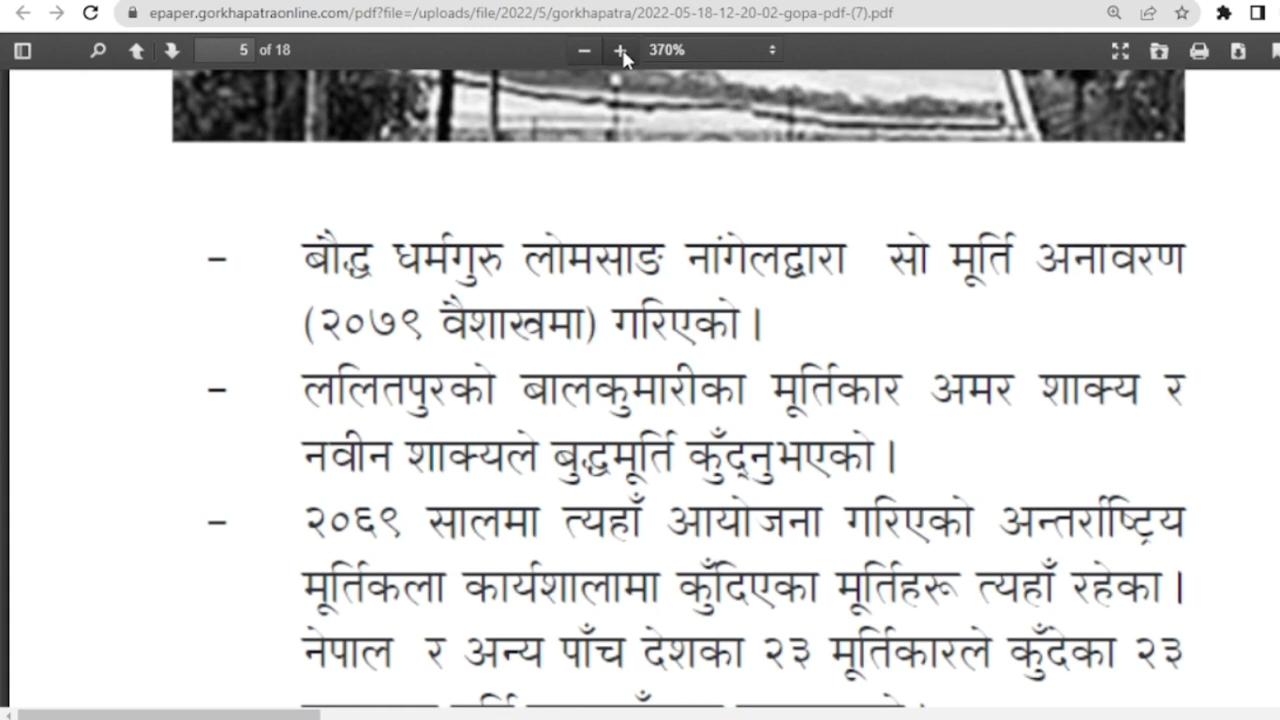 epaper.gorkhapatraonline.com/pdf?file=/uploads/file/2022/5/gorkhapatra/2022-05-18-12-20-02-gopa-pdf-(7).pdf
5 of 18
370%
– बौद्ध धर्मगुरु लोमसाङ नांगेलद्वारा सो मूर्ति अनावरण
(२०७९ वैशाखमा) गरिएको।
– ललितपुरको बालकुमारीका मूर्तिकार अमर शाक्य र
नवीन शाक्यले बुद्धमूर्ति कुँद्नुभएको।
– २०६९ सालमा त्यहाँ आयोजना गरिएको अन्तर्राष्ट्रिय
मूर्तिकला कार्यशालामा कुँदिएका मूर्तिहरू त्यहाँ रहेका।
नेपाल र अन्य पाँच देशका २३ मूर्तिकारले कुँदेका २३